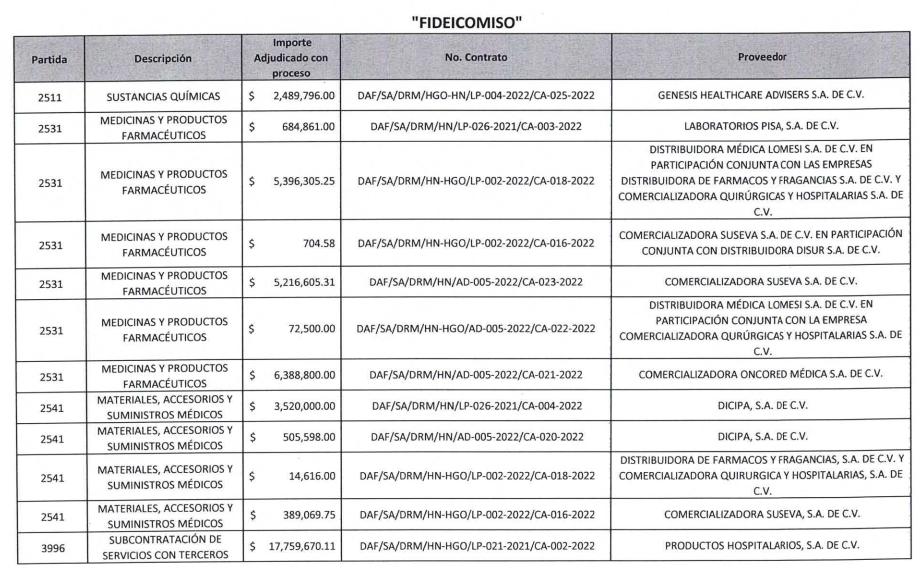 "FIDEICOMISO"
Partida | Descripción | Importe Adjudicado con proceso | No. Contrato | Proveedor
2511 | SUSTANCIAS QUÍMICAS | $ 2,489,796.00 | DAF/SA/DRM/HGO-HN/LP-004-2022/CA-025-2022 | GENESIS HEALTHCARE ADVISERS S.A. DE C.V.
2531 | MEDICINAS Y PRODUCTOS FARMACÉUTICOS | $ 684,861.00 | DAF/SA/DRM/HN/LP-026-2021/CA-003-2022 | LABORATORIOS PISA, S.A. DE C.V.
2531 | MEDICINAS Y PRODUCTOS FARMACÉUTICOS | $ 5,396,305.25 | DAF/SA/DRM/HN-HGO/LP-002-2022/CA-018-2022 | DISTRIBUIDORA MÉDICA LOMESI S.A. DE C.V. EN PARTICIPACIÓN CONJUNTA CON LAS EMPRESAS DISTRIBUIDORA DE FARMACOS Y FRAGANCIAS S.A. DE C.V. Y COMERCIALIZADORA QUIRÚRGICAS Y HOSPITALARIAS S.A. DE C.V.
2531 | MEDICINAS Y PRODUCTOS FARMACÉUTICOS | $ 704.58 | DAF/SA/DRM/HN-HGO/LP-002-2022/CA-016-2022 | COMERCIALIZADORA SUSEVA S.A. DE C.V. EN PARTICIPACIÓN CONJUNTA CON DISTRIBUIDORA DISUR S.A. DE C.V.
2531 | MEDICINAS Y PRODUCTOS FARMACÉUTICOS | $ 5,216,605.31 | DAF/SA/DRM/HN/AD-005-2022/CA-023-2022 | COMERCIALIZADORA SUSEVA S.A. DE C.V.
2531 | MEDICINAS Y PRODUCTOS FARMACÉUTICOS | $ 72,500.00 | DAF/SA/DRM/HN-HGO/AD-005-2022/CA-022-2022 | DISTRIBUIDORA MÉDICA LOMESI S.A. DE C.V. EN PARTICIPACIÓN CONJUNTA CON LA EMPRESA COMERCIALIZADORA QURÚRGICAS Y HOSPITALARIAS S.A. DE C.V.
2531 | MEDICINAS Y PRODUCTOS FARMACÉUTICOS | $ 6,388,800.00 | DAF/SA/DRM/HN/AD-005-2022/CA-021-2022 | COMERCIALIZADORA ONCORED MÉDICA S.A. DE C.V.
2541 | MATERIALES, ACCESORIOS Y SUMINISTROS MÉDICOS | $ 3,520,000.00 | DAF/SA/DRM/HN/LP-026-2021/CA-004-2022 | DICIPA, S.A. DE C.V.
2541 | MATERIALES, ACCESORIOS Y SUMINISTROS MÉDICOS | $ 505,598.00 | DAF/SA/DRM/HN/AD-005-2022/CA-020-2022 | DICIPA, S.A. DE C.V.
2541 | MATERIALES, ACCESORIOS Y SUMINISTROS MÉDICOS | $ 14,616.00 | DAF/SA/DRM/HN-HGO/LP-002-2022/CA-018-2022 | DISTRIBUIDORA DE FARMACOS Y FRAGANCIAS, S.A. DE C.V. Y COMERCIALIZADORA QUIRURGICA Y HOSPITALARIAS, S.A. DE C.V.
2541 | MATERIALES, ACCESORIOS Y SUMINISTROS MÉDICOS | $ 389,069.75 | DAF/SA/DRM/HN-HGO/LP-002-2022/CA-016-2022 | COMERCIALIZADORA SUSEVA, S.A. DE C.V.
3996 | SUBCONTRATACIÓN DE SERVICIOS CON TERCEROS | $ 17,759,670.11 | DAF/SA/DRM/HN-HGO/LP-021-2021/CA-002-2022 | PRODUCTOS HOSPITALARIOS, S.A. DE C.V.